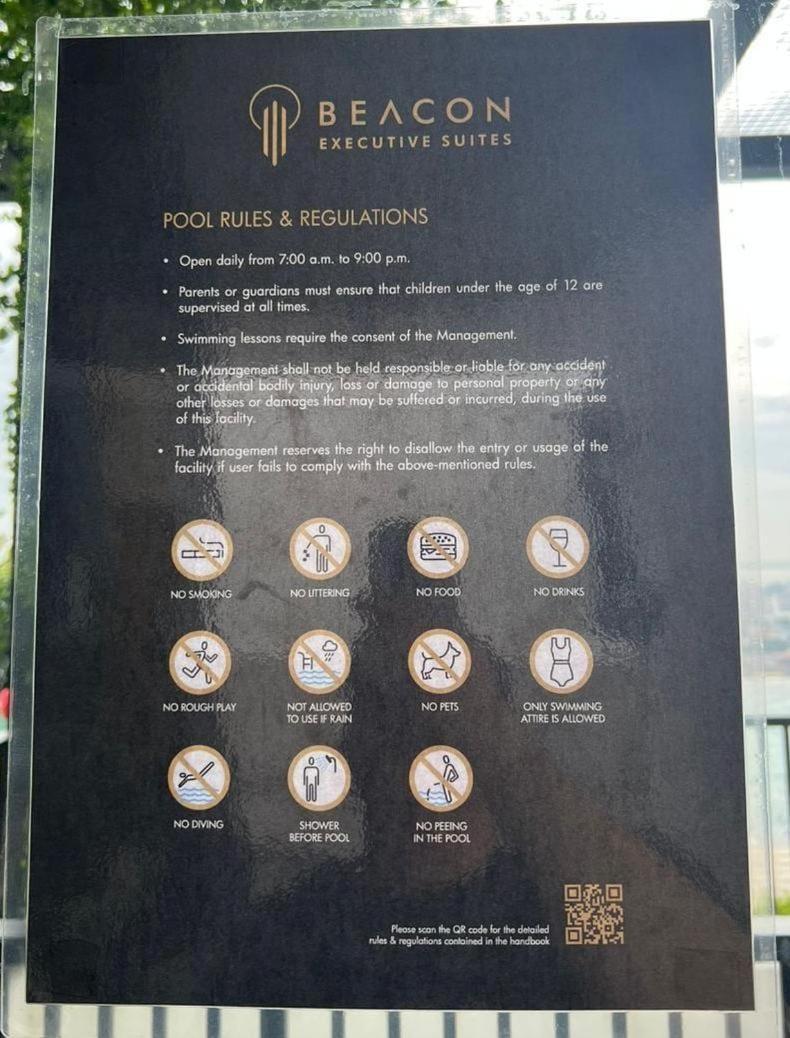 BEACON
EXECUTIVE SUITES
POOL RULES & REGULATIONS
• Open daily from 7:00 a.m. to 9:00 p.m.
• Parents or guardians must ensure that children under the age of 12 are
supervised at all times.
• Swimming lessons require the consent of the Management.
• The Management shall not be held responsible or liable for any accident
or accidental bodily injury, loss or damage to personal property or any
other losses or damages that may be suffered or incurred, during the use
of this facility.
• The Management reserves the right to disallow the entry or usage of the
facility if user fails to comply with the above-mentioned rules.
NO SMOKING
NO LITTERING
NO FOOD
NO DRINKS
NO ROUGH PLAY
NOT ALLOWED
TO USE IF RAIN
NO PETS
ONLY SWIMMING
ATTIRE IS ALLOWED
NO DIVING
SHOWER
BEFORE POOL
NO PEEING
IN THE POOL
Please scan the QR code for the detailed
rules & regulations contained in the handbook